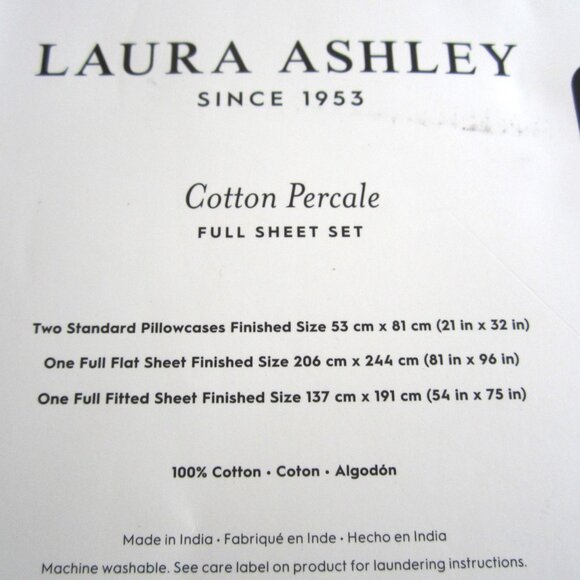 LAURA ASHLEY
SINCE 1953
Cotton Percale
FULL SHEET SET
Two Standard Pillowcases Finished Size 53 cm x 81 cm (21 in x 32 in)
One Full Flat Sheet Finished Size 206 cm x 244 cm (81 in x 96 in)
One Full Fitted Sheet Finished Size 137 cm x 191 cm (54 in x 75 in)
100% Cotton • Coton • Algodón
Made in India • Fabriqué en Inde • Hecho en India
Machine washable. See care label on product for laundering instructions.